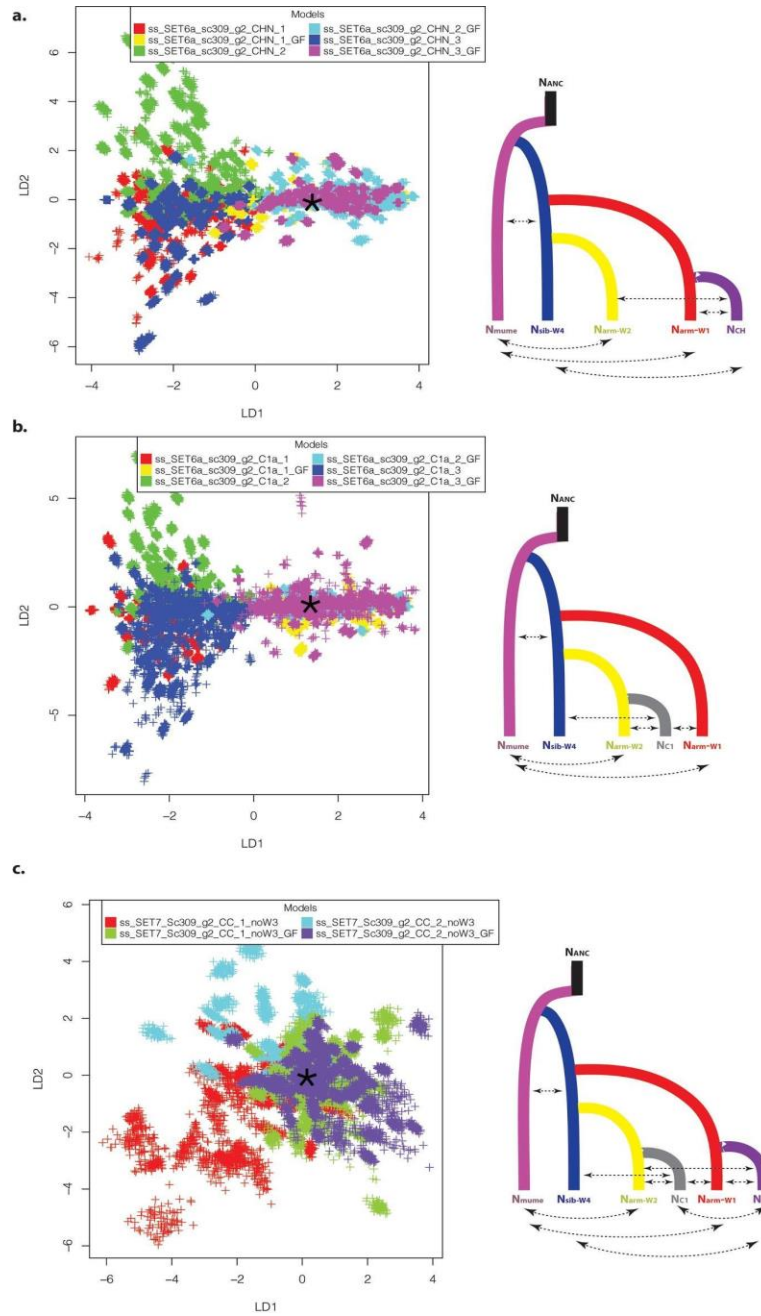 a.
Models
ss_SET6a_sc309_g2_CHN_1 ss_SET6a_sc309_g2_CHN_2_GF
ss_SET6a_sc309_g2_CHN_1_GF ss_SET6a_sc309_g2_CHN_3
ss_SET6a_sc309_g2_CHN_2 ss_SET6a_sc309_g2_CHN_3_GF
6
4
2
0
−2
−4
−6
LD2
−4 −2 0 2 4
LD1
NANC
Nmume Nsib-W4 Narm-W2 Narm-W1 NCH
b.
Models
ss_SET6a_sc309_g2_C1a_1 ss_SET6a_sc309_g2_C1a_2_GF
ss_SET6a_sc309_g2_C1a_1_GF ss_SET6a_sc309_g2_C1a_3
ss_SET6a_sc309_g2_C1a_2 ss_SET6a_sc309_g2_C1a_3_GF
5
0
−5
LD2
−4 −2 0 2 4
LD1
NANC
Nmume Nsib-W4 Narm-W2 NC1 Narm-W1
c.
Models
ss_SET7_Sc309_g2_CC_1_noW3 ss_SET7_Sc309_g2_CC_2_noW3
ss_SET7_Sc309_g2_CC_1_noW3_GF ss_SET7_Sc309_g2_CC_2_noW3_GF
6
4
2
0
−2
−4
−6
LD2
−6 −4 −2 0 2 4
LD1
NANC
Nmume Nsib-W4 Narm-W2 NC1 Narm-W1 N